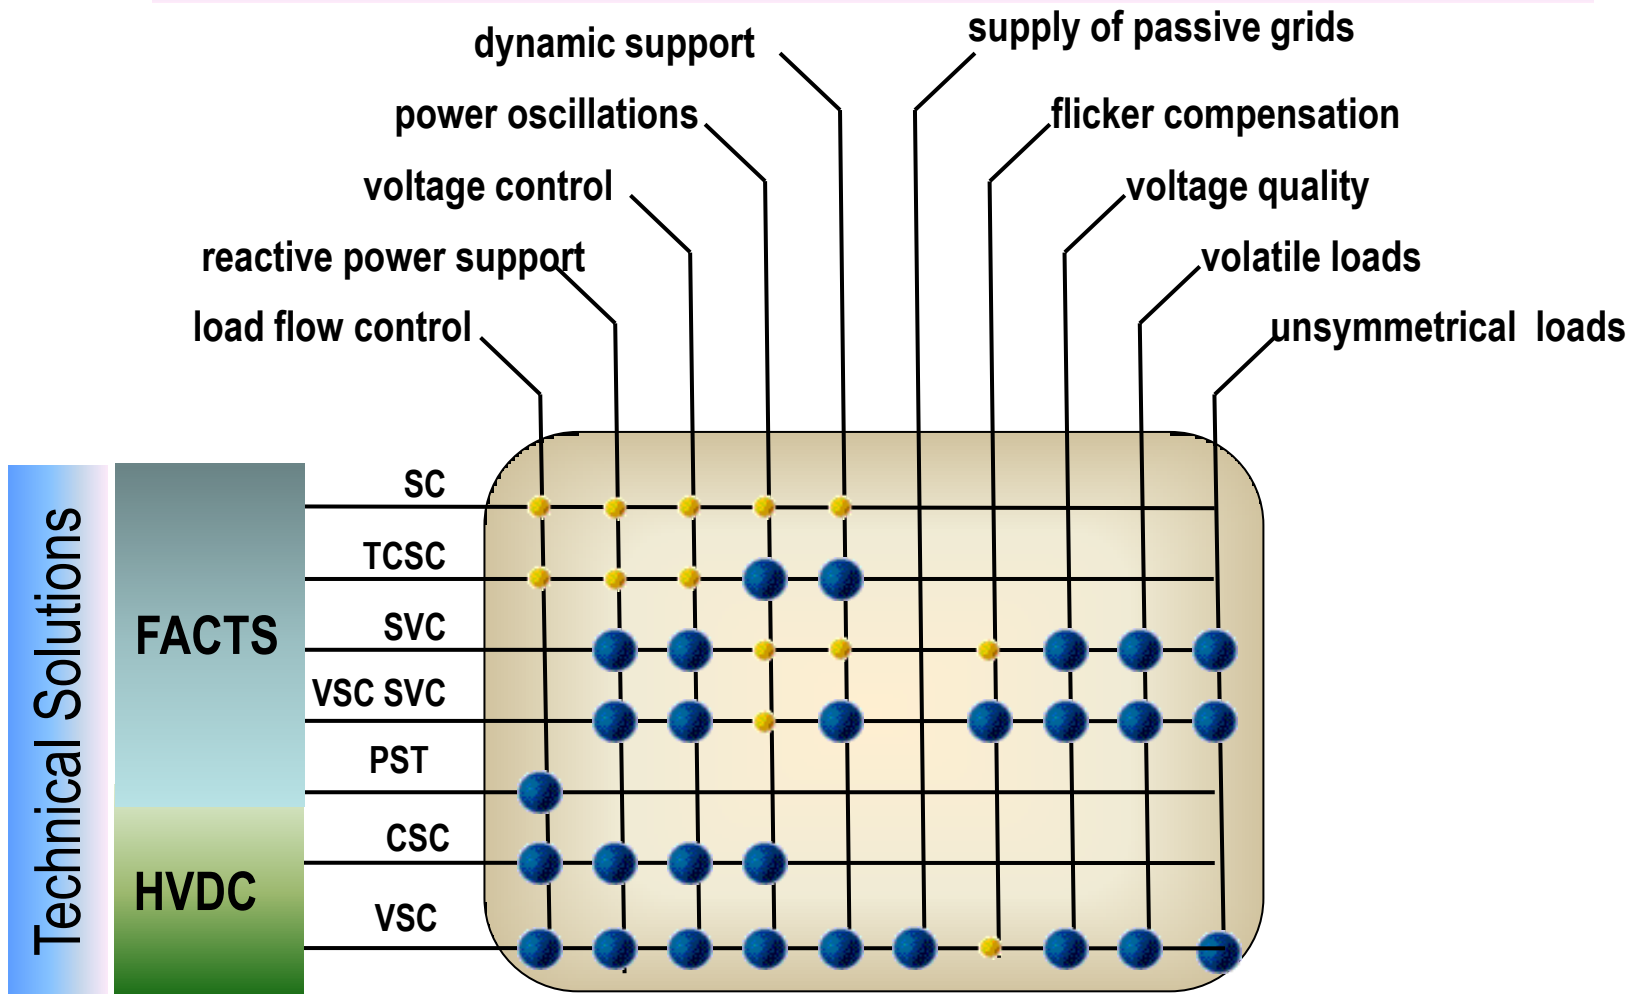 supply of passive grids
dynamic support
power oscillations
flicker compensation
voltage control
voltage quality
reactive power support
volatile loads
load flow control
unsymmetrical loads
SC
TCSC
SVC
FACTS
VSC SVC
PST
CSC
HVDC
VSC
Technical Solutions